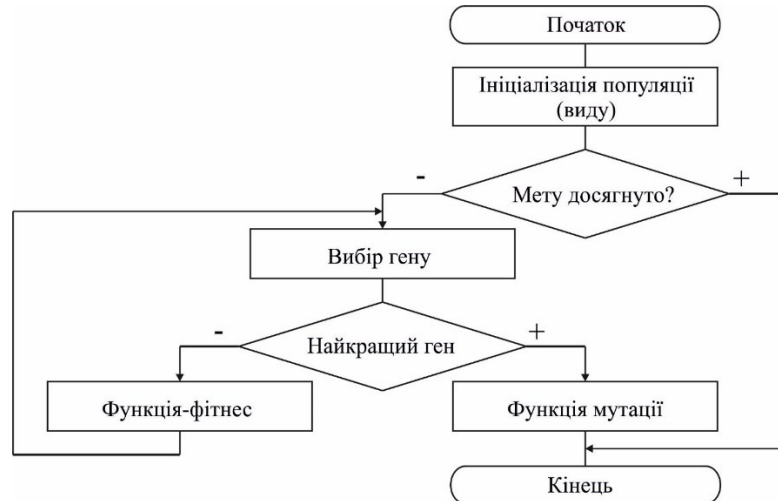 Початок
Ініціалізація популяції
(виду)
-
Мету досягнуто?
+
Вибір гену
-
Найкращий ген
+
Функція-фітнес
Функція мутації
Кінець